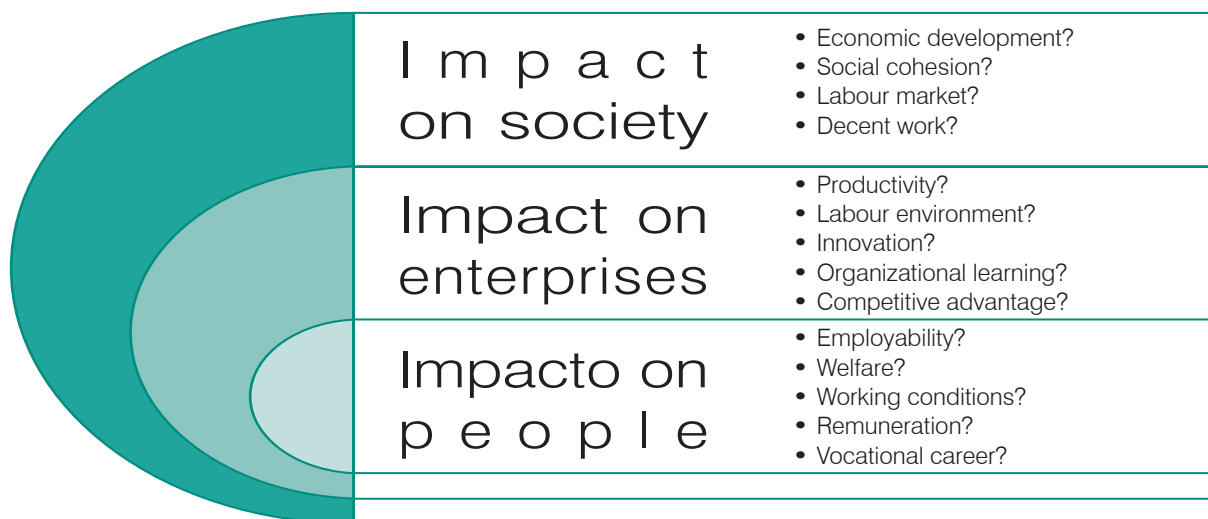 Impact
on society
• Economic development?
• Social cohesion?
• Labour market?
• Decent work?
Impact on
enterprises
• Productivity?
• Labour environment?
• Innovation?
• Organizational learning?
• Competitive advantage?
Impacto on
people
• Employability?
• Welfare?
• Working conditions?
• Remuneration?
• Vocational career?